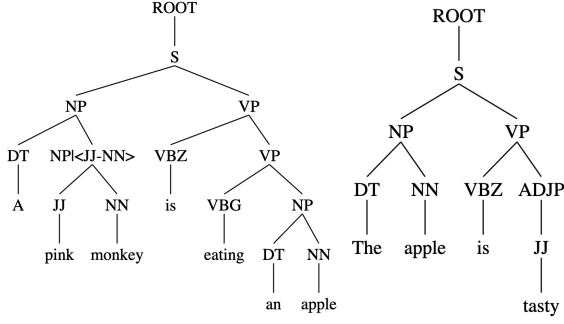 ROOT
S
NP VP
DT NP|<JJ-NN> VBZ VP
A JJ NN is VBG NP
pink monkey eating DT NN
an apple
ROOT
S
NP VP
DT NN VBZ ADJP
The apple is JJ
tasty